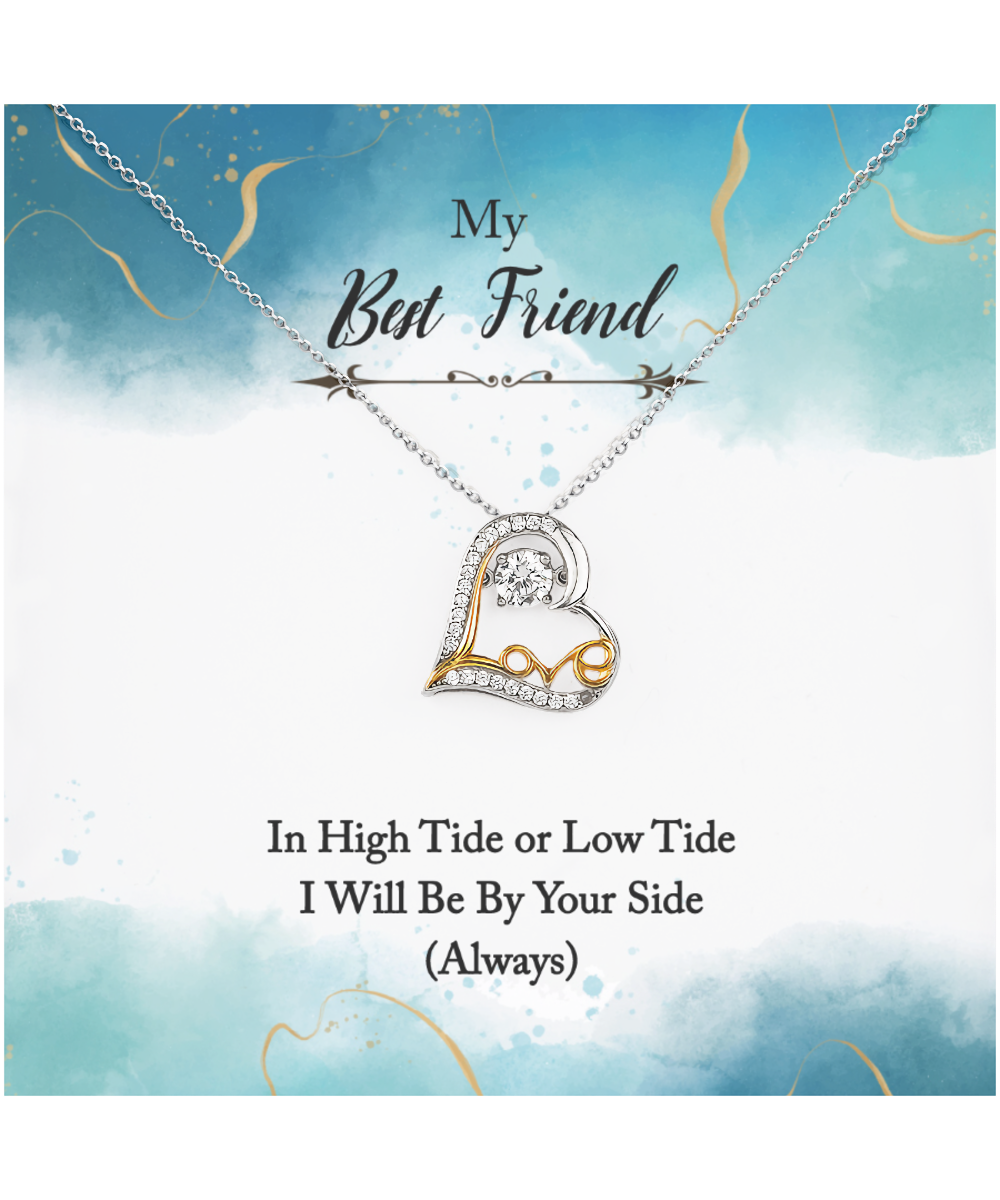 My
Best Friend
Love
In High Tide or Low Tide
I Will Be By Your Side
(Always)